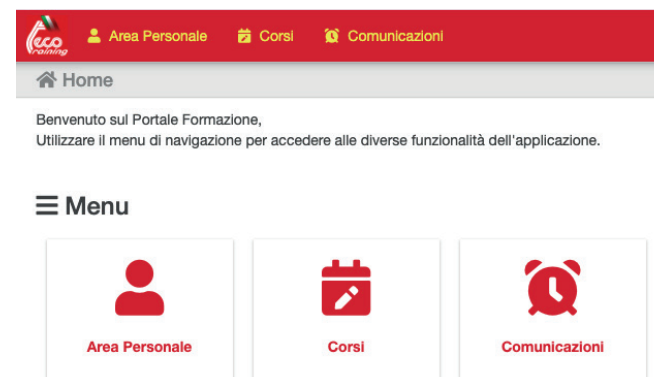 eco
training
Area Personale Corsi Comunicazioni
Home
Benvenuto sul Portale Formazione,
Utilizzare il menu di navigazione per accedere alle diverse funzionalità dell'applicazione.
Menu
Area Personale Corsi Comunicazioni